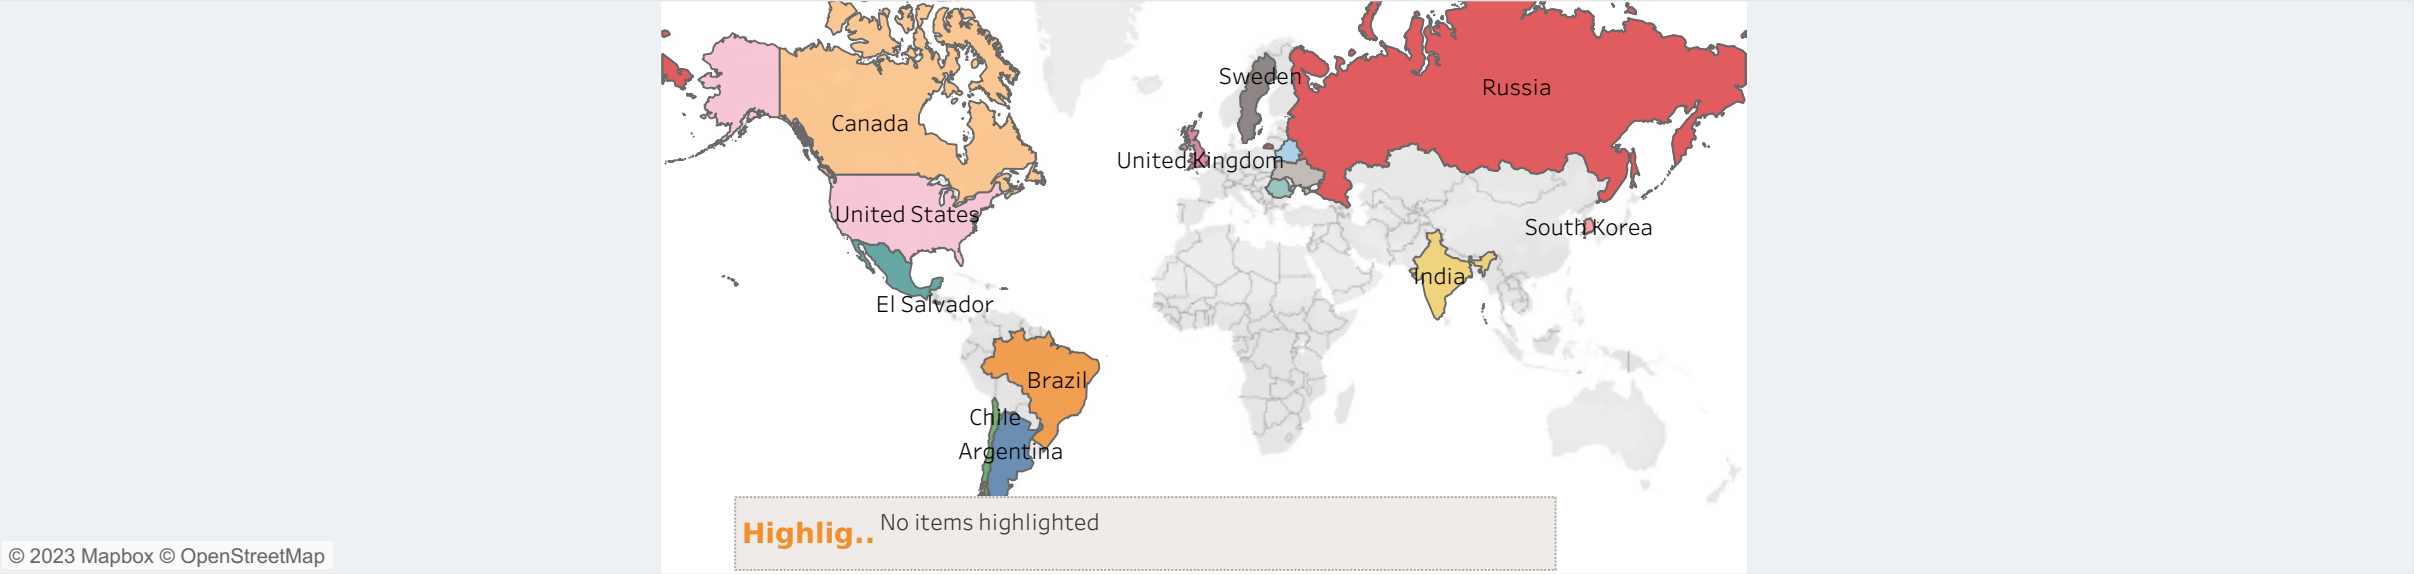 Sweden
Russia
Canada
United Kingdom
United States
South Korea
India
El Salvador
Brazil
Chile
Argentina
Highlig..
No items highlighted
© 2023 Mapbox © OpenStreetMap